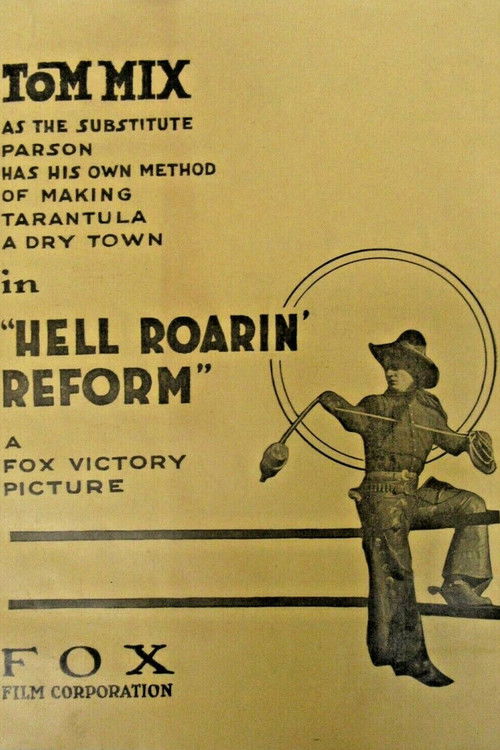 TOM MIX
AS THE SUBSTITUTE
PARSON
HAS HIS OWN METHOD
OF MAKING
TARANTULA
A DRY TOWN
in
"HELL ROARIN'
REFORM"
A
FOX VICTORY
PICTURE
FOX
FILM CORPORATION